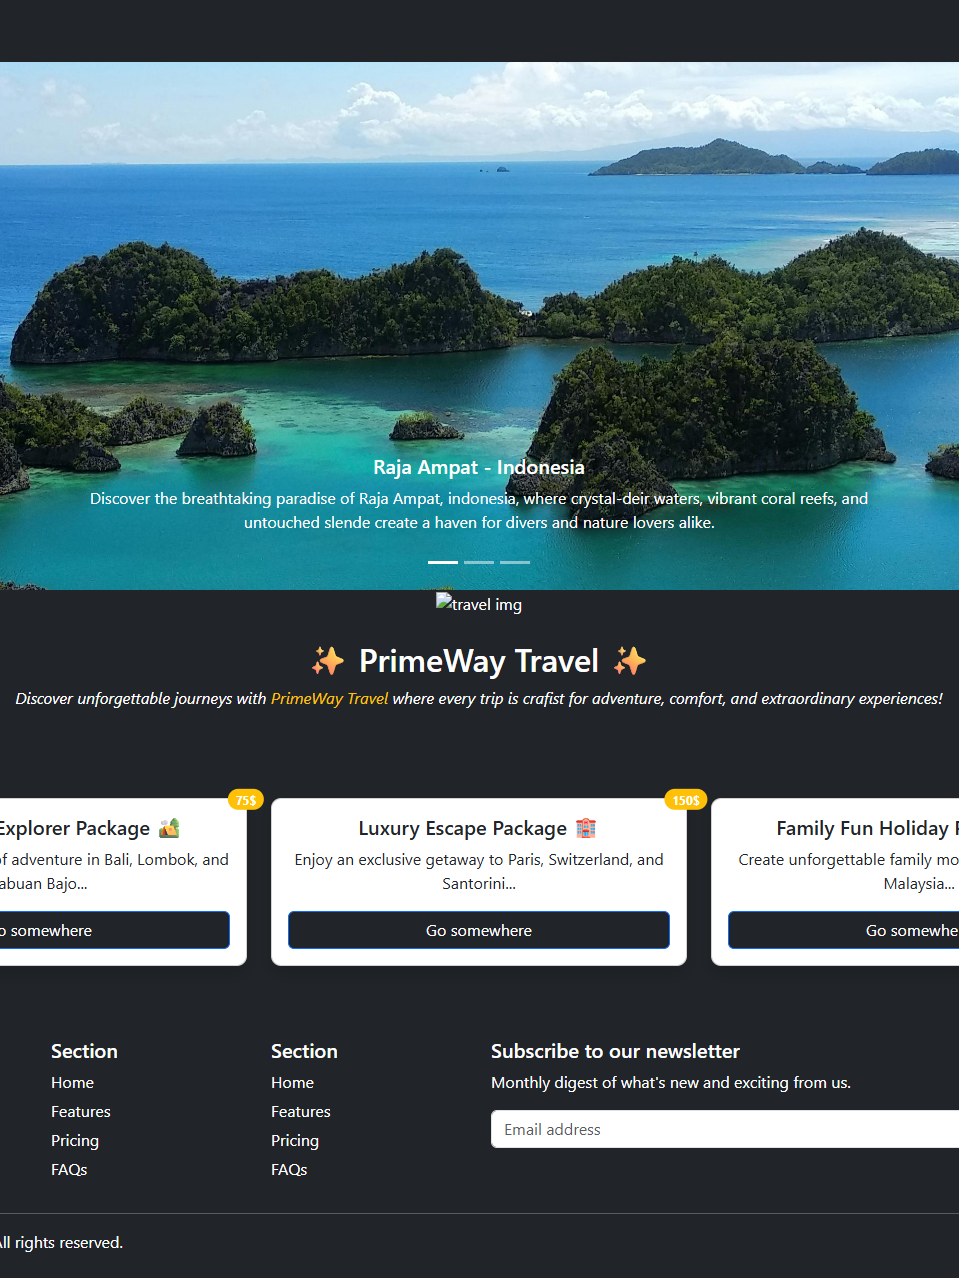 Raja Ampat - Indonesia
Discover the breathtaking paradise of Raja Ampat, indonesia, where crystal-deir waters, vibrant coral reefs, and
untouched slende create a haven for divers and nature lovers alike.
travel img
✨ PrimeWay Travel ✨
Discover unforgettable journeys with PrimeWay Travel where every trip is crafist for adventure, comfort, and extraordinary experiences!
75$
Explorer Package 🏕️
of adventure in Bali, Lombok, and
abuan Bajo...
o somewhere
150$
Luxury Escape Package 🏩
Enjoy an exclusive getaway to Paris, Switzerland, and
Santorini...
Go somewhere
Family Fun Holiday
Create unforgettable family mo
Malaysia...
Go somewhe
Section
Home
Features
Pricing
FAQs
Section
Home
Features
Pricing
FAQs
Subscribe to our newsletter
Monthly digest of what's new and exciting from us.
Email address
All rights reserved.